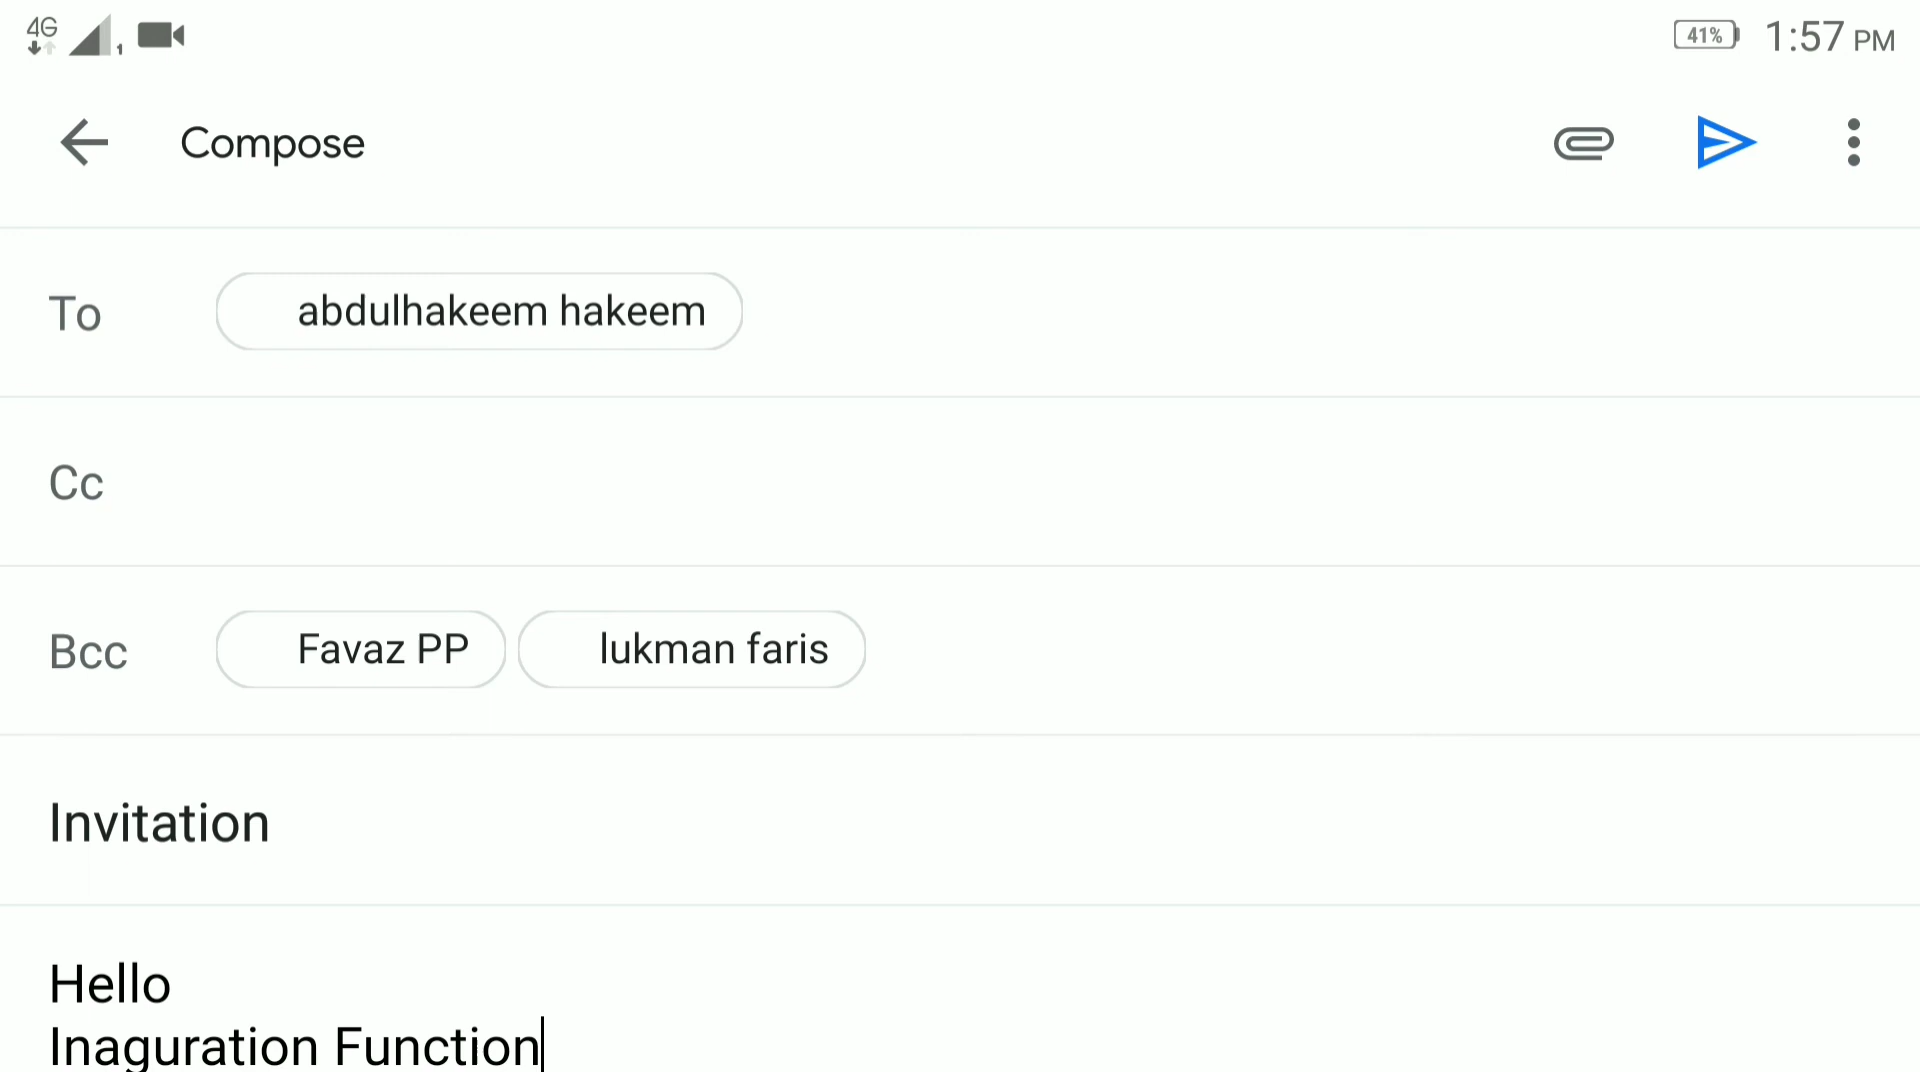 4G 1 41% 1:57 PM
Compose
To abdulhakeem hakeem
Cc
Bcc Favaz PP lukman faris
Invitation
Hello
Inaguration Function